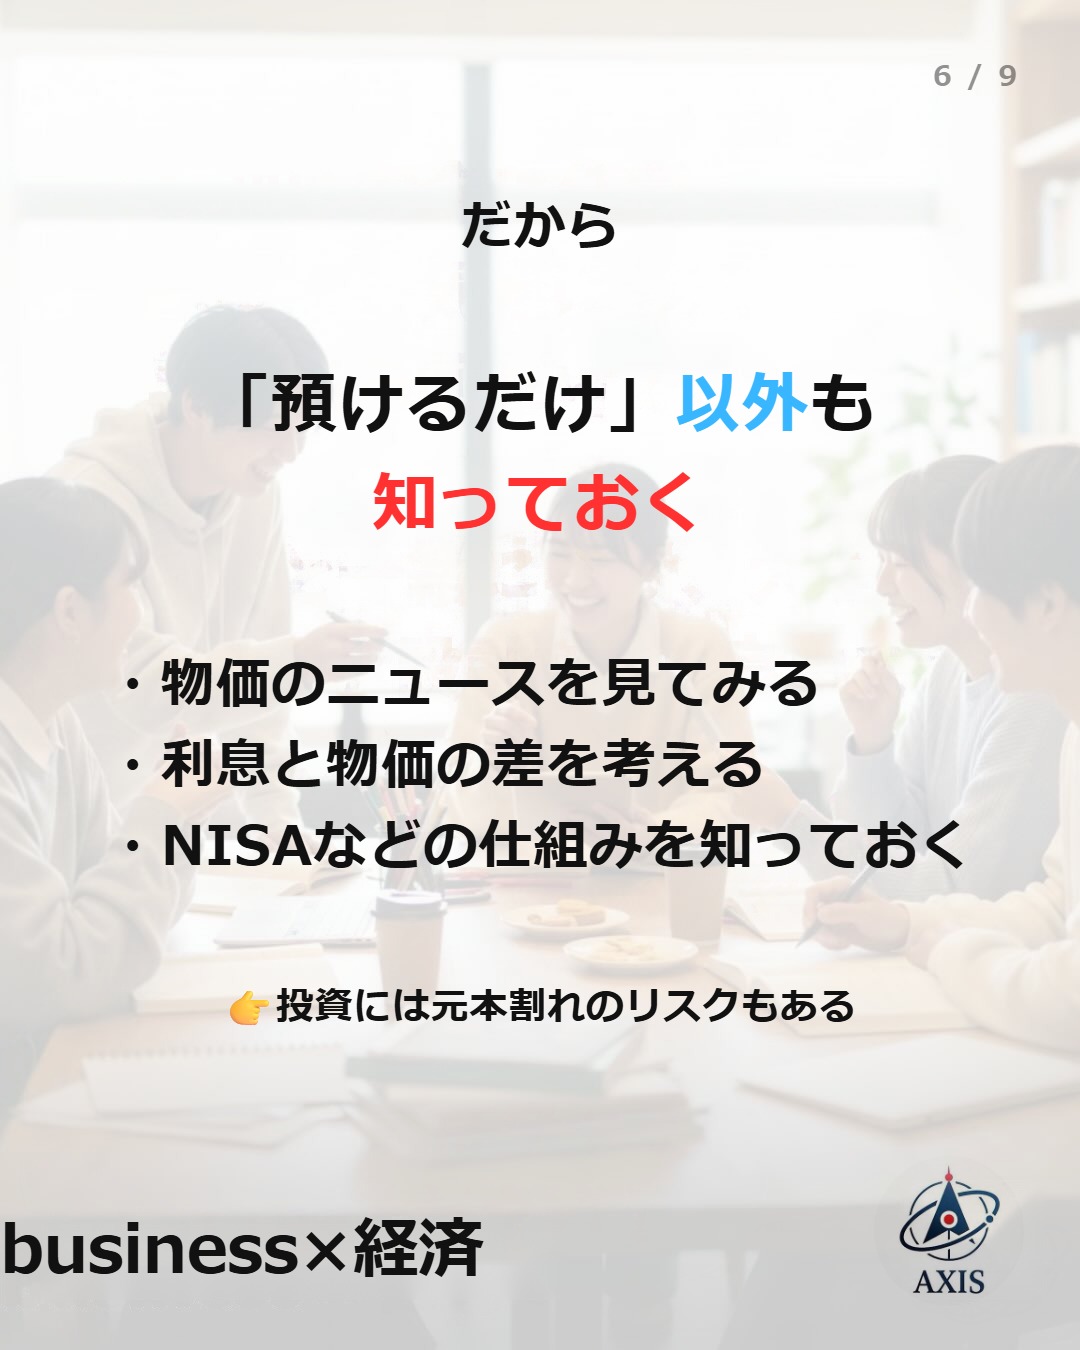 6 / 9
だから
「預けるだけ」以外も
知っておく
・物価のニュースを見てみる
・利息と物価の差を考える
・NISAなどの仕組みを知っておく
👉投資には元本割れのリスクもある
business×経済
AXIS